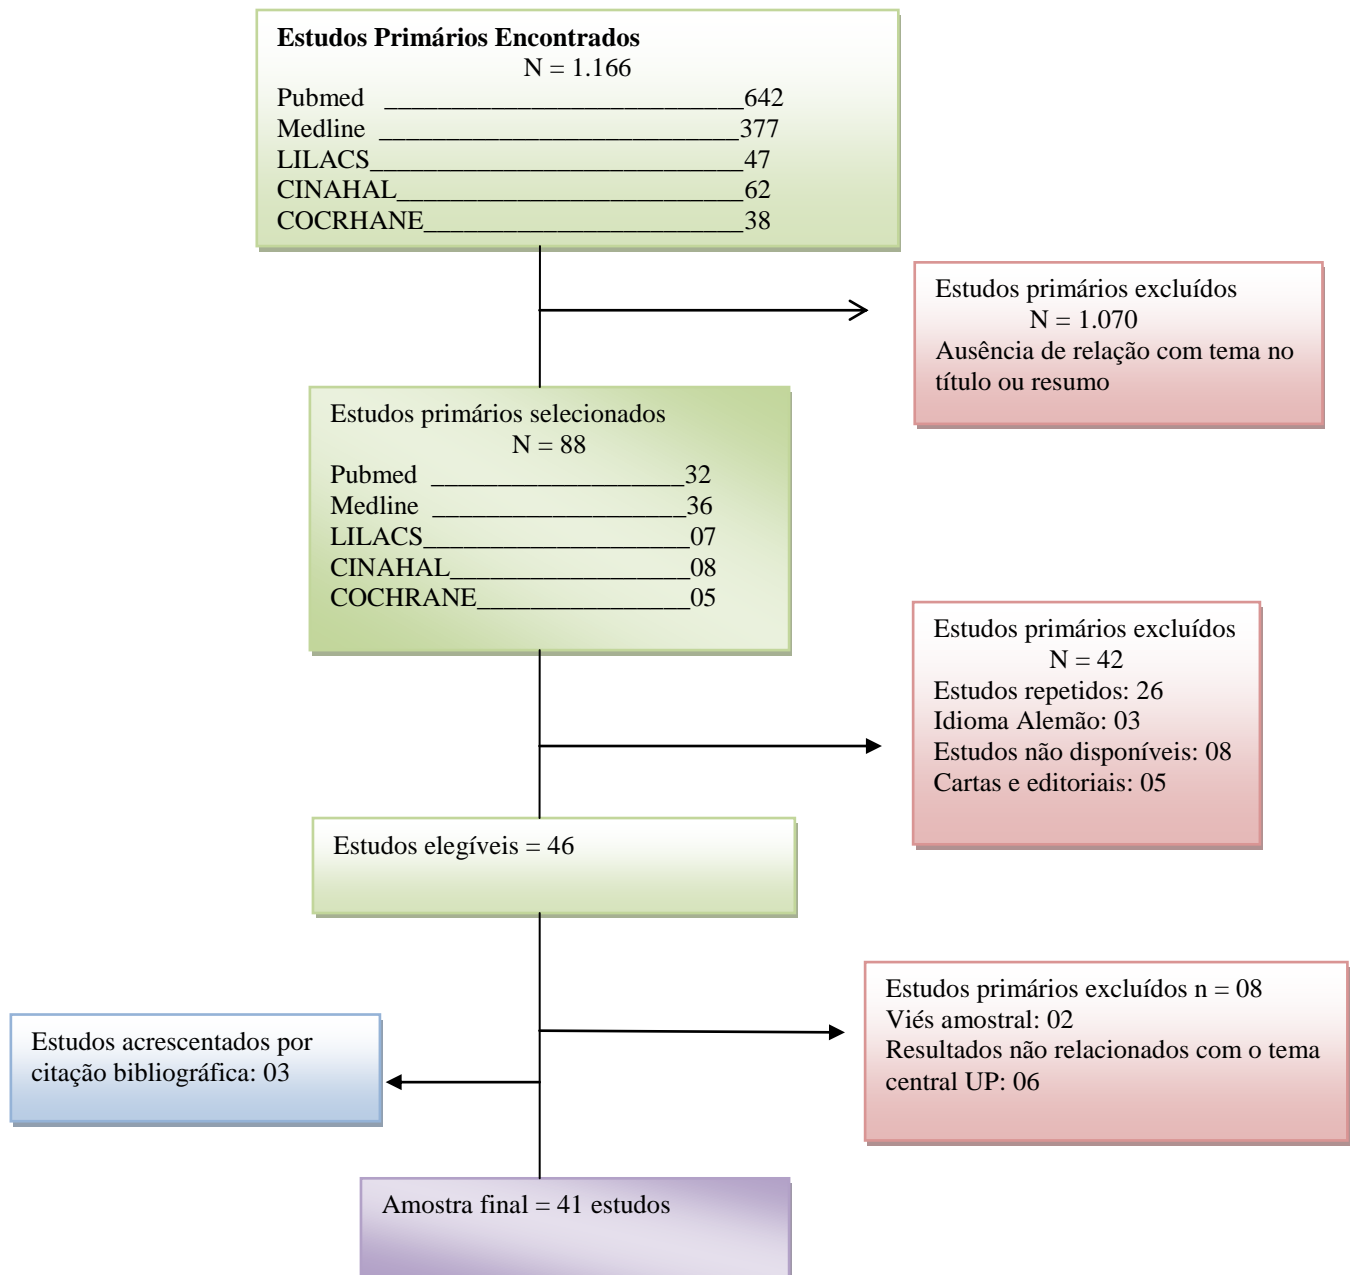 Estudos Primários Encontrados
N = 1.166
Pubmed ___________________________642
Medline ___________________________377
LILACS____________________________47
CINAHAL__________________________62
COCRHANE________________________38
Estudos primários excluídos
N = 1.070
Ausência de relação com tema no
título ou resumo
Estudos primários selecionados
N = 88
Pubmed ___________________32
Medline ___________________36
LILACS____________________07
CINAHAL__________________08
COCHRANE________________05
Estudos primários excluídos
N = 42
Estudos repetidos: 26
Idioma Alemão: 03
Estudos não disponíveis: 08
Cartas e editoriais: 05
Estudos elegíveis = 46
Estudos primários excluídos n = 08
Viés amostral: 02
Resultados não relacionados com o tema
central UP: 06
Estudos acrescentados por
citação bibliográfica: 03
Amostra final = 41 estudos